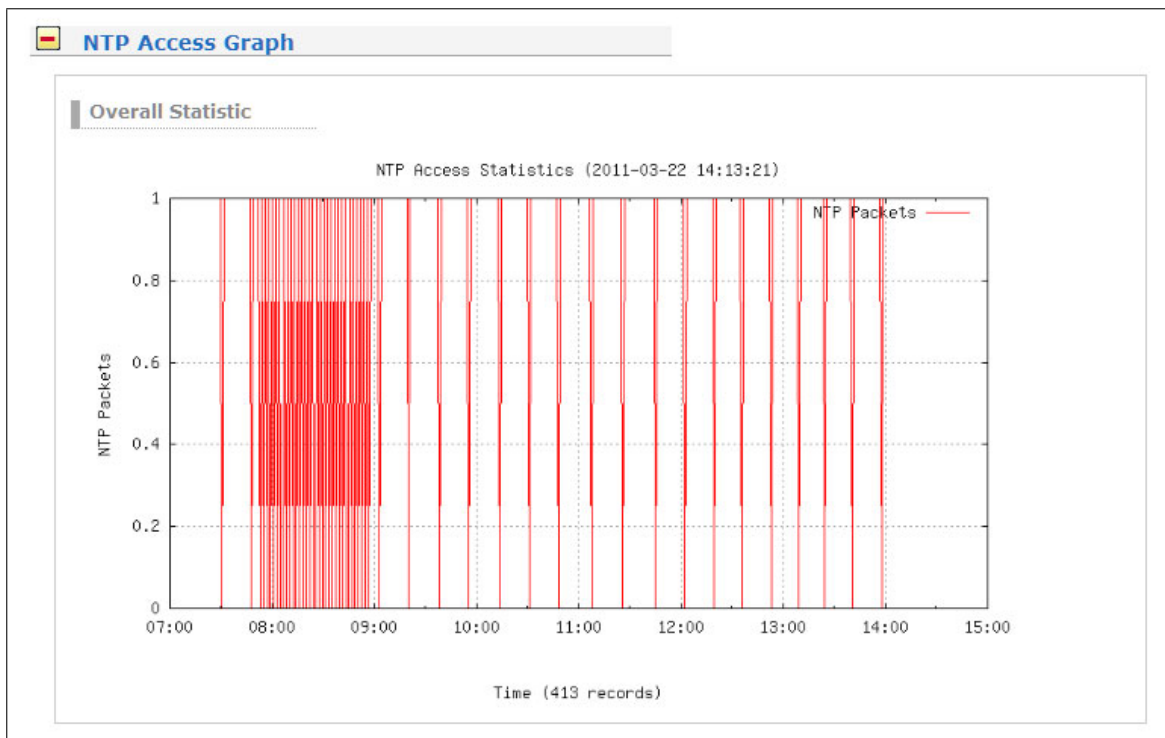 NTP Access Graph
Overall Statistic
NTP Access Statistics (2011-03-22 14:13:21)
NTP Packets
NTP Packets
1
0.8
0.6
0.4
0.2
0
07:00 08:00 09:00 10:00 11:00 12:00 13:00 14:00 15:00
Time (413 records)